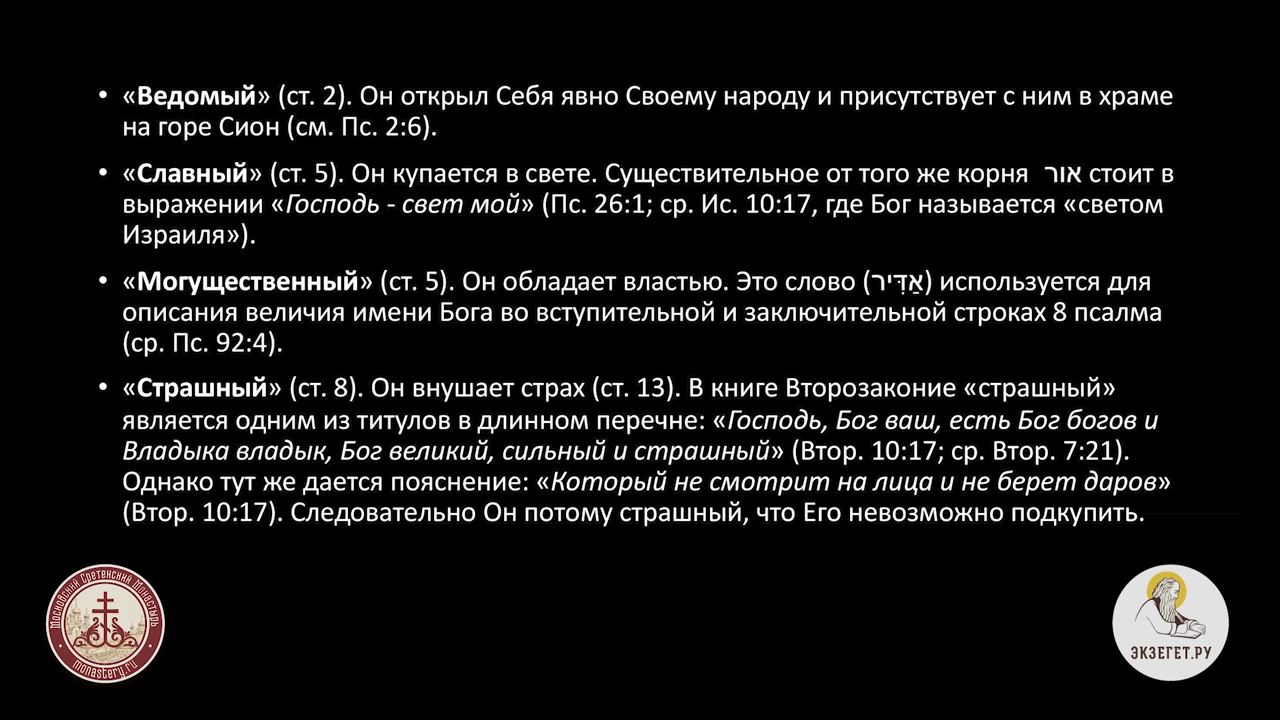 • «Ведомый» (ст. 2). Он открыл Себя явно Своему народу и присутствует с ним в храме
на горе Сион (см. Пс. 2:6).
• «Славный» (ст. 5). Он купается в свете. Существительное от того же корня אור стоит в
выражении «Господь - свет мой» (Пс. 26:1; ср. Ис. 10:17, где Бог называется «светом
Израиля»).
• «Могущественный» (ст. 5). Он обладает властью. Это слово (אַדִּיר) используется для
описания величия имени Бога во вступительной и заключительной строках 8 псалма
(ср. Пс. 92:4).
• «Страшный» (ст. 8). Он внушает страх (ст. 13). В книге Второзаконие «страшный»
является одним из титулов в длинном перечне: «Господь, Бог ваш, есть Бог богов и
Владыка владык, Бог великий, сильный и страшный» (Втор. 10:17; ср. Втор. 7:21).
Однако тут же дается пояснение: «Который не смотрит на лица и не берет даров»
(Втор. 10:17). Следовательно Он потому страшный, что Его невозможно подкупить.
Московский Сретенский Монастырь
monastery.ru
ЭКЗЕГЕТ.РУ